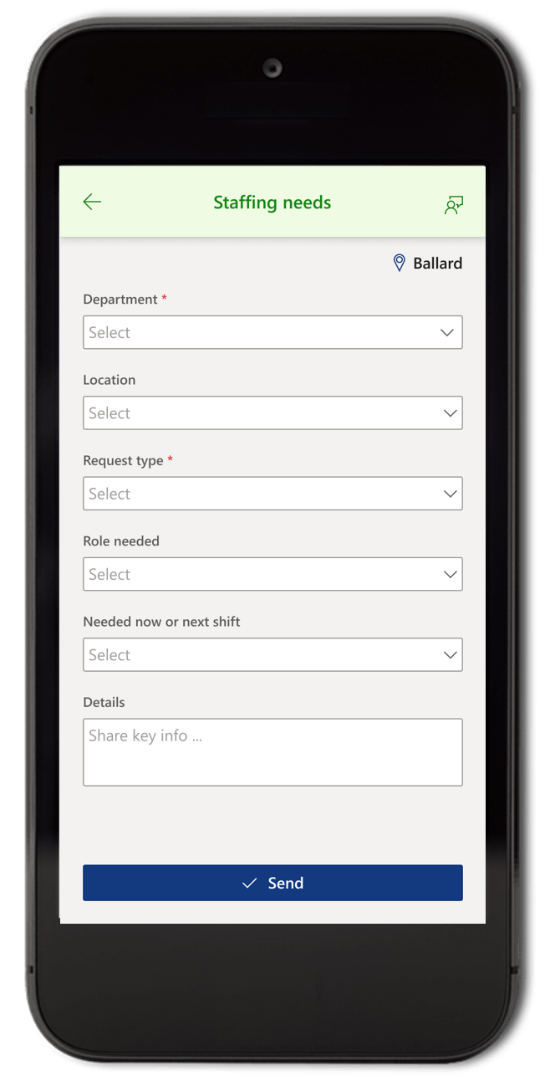 Staffing needs
Ballard
Department *
Select
Location
Select
Request type *
Select
Role needed
Select
Needed now or next shift
Select
Details
Share key info ...
Send